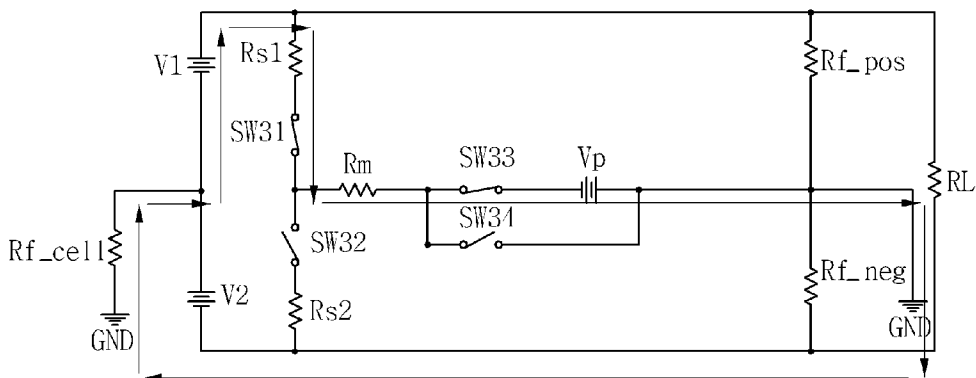 Rs1
V1
Rf_pos
SW31
Rm
SW33
Vp
RL
SW34
Rf_cell
SW32
V2
Rs2
Rf_neg
GND
GND